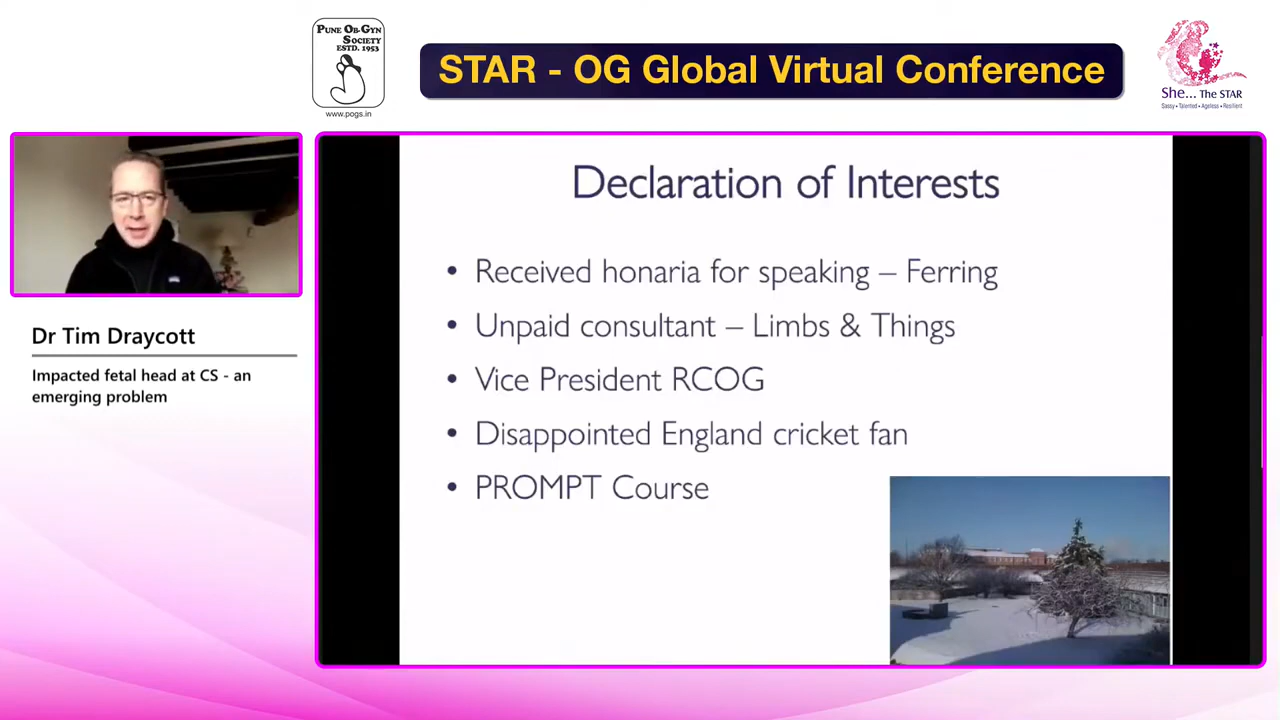 PUNE OB-GYN
SOCIETY
ESTD. 1953
www.pogs.in
STAR - OG Global Virtual Conference
She... THE STAR
Sassy • Talented • Ageless • Resilient
Dr Tim Draycott
Impacted fetal head at CS - an
emerging problem
Declaration of Interests
• Received honaria for speaking – Ferring
• Unpaid consultant – Limbs & Things
• Vice President RCOG
• Disappointed England cricket fan
• PROMPT Course